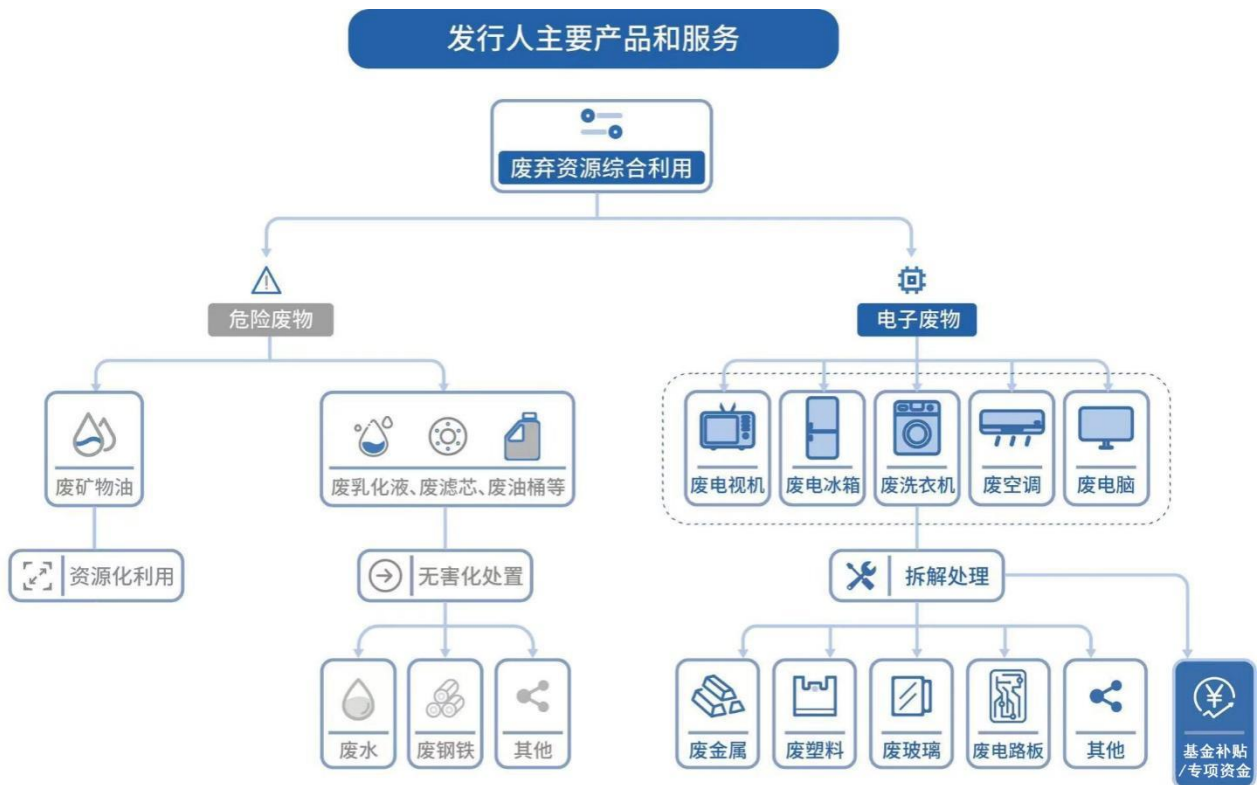 发行人主要产品和服务
废弃资源综合利用
危险废物
电子废物
废矿物油
废乳化液、废滤芯、废油桶等
废电视机
废电冰箱
废洗衣机
废空调
废电脑
资源化利用
无害化处置
拆解处理
废水
废钢铁
其他
废金属
废塑料
废玻璃
废电路板
其他
基金补贴
/专项资金